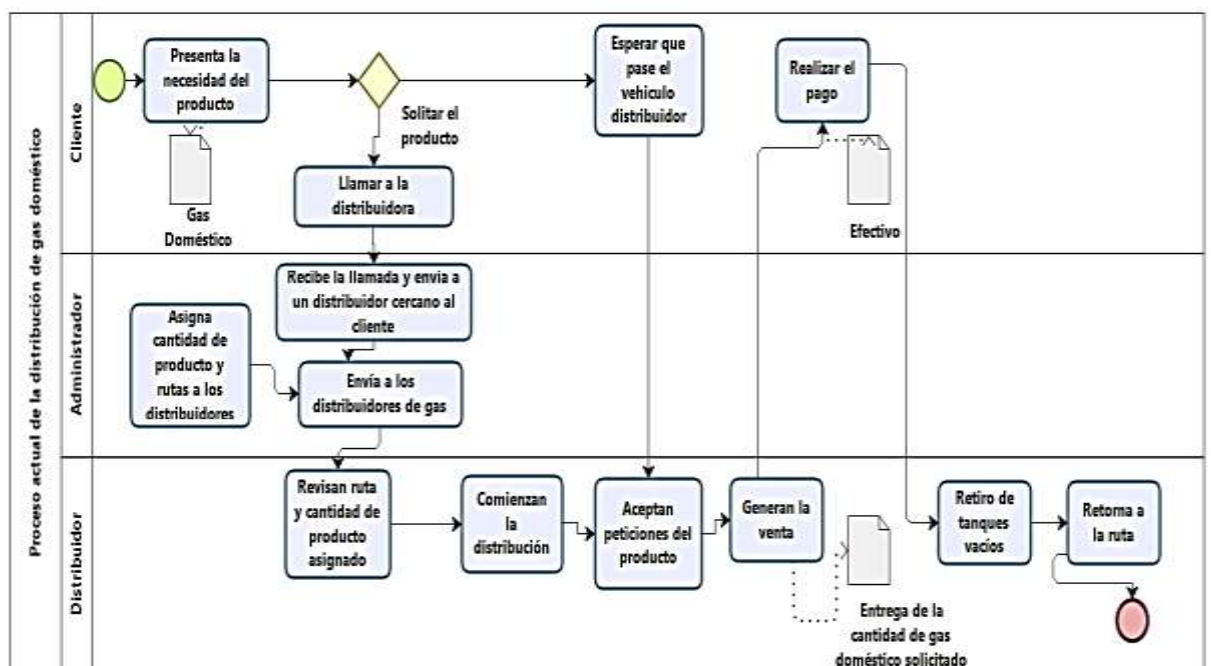 Proceso actual de la distribución de gas doméstico
Cliente
Presenta la
necesidad del
producto
Gas
Doméstico
Solitar el
producto
Llamar a la
distribuidora
Esperar que
pase el
vehiculo
distribuidor
Realizar el
pago
Efectivo
Administrador
Asigna
cantidad de
producto y
rutas a los
distribuidores
Recibe la llamada y envia a
un distribuidor cercano al
cliente
Envía a los
distribuidores de gas
Distribuidor
Revisan ruta
y cantidad de
producto
asignado
Comienzan
la
distribución
Aceptan
peticiones del
producto
Generan la
venta
Entrega de la
cantidad de gas
doméstico solicitado
Retiro de
tanques
vacíos
Retorna a
la ruta